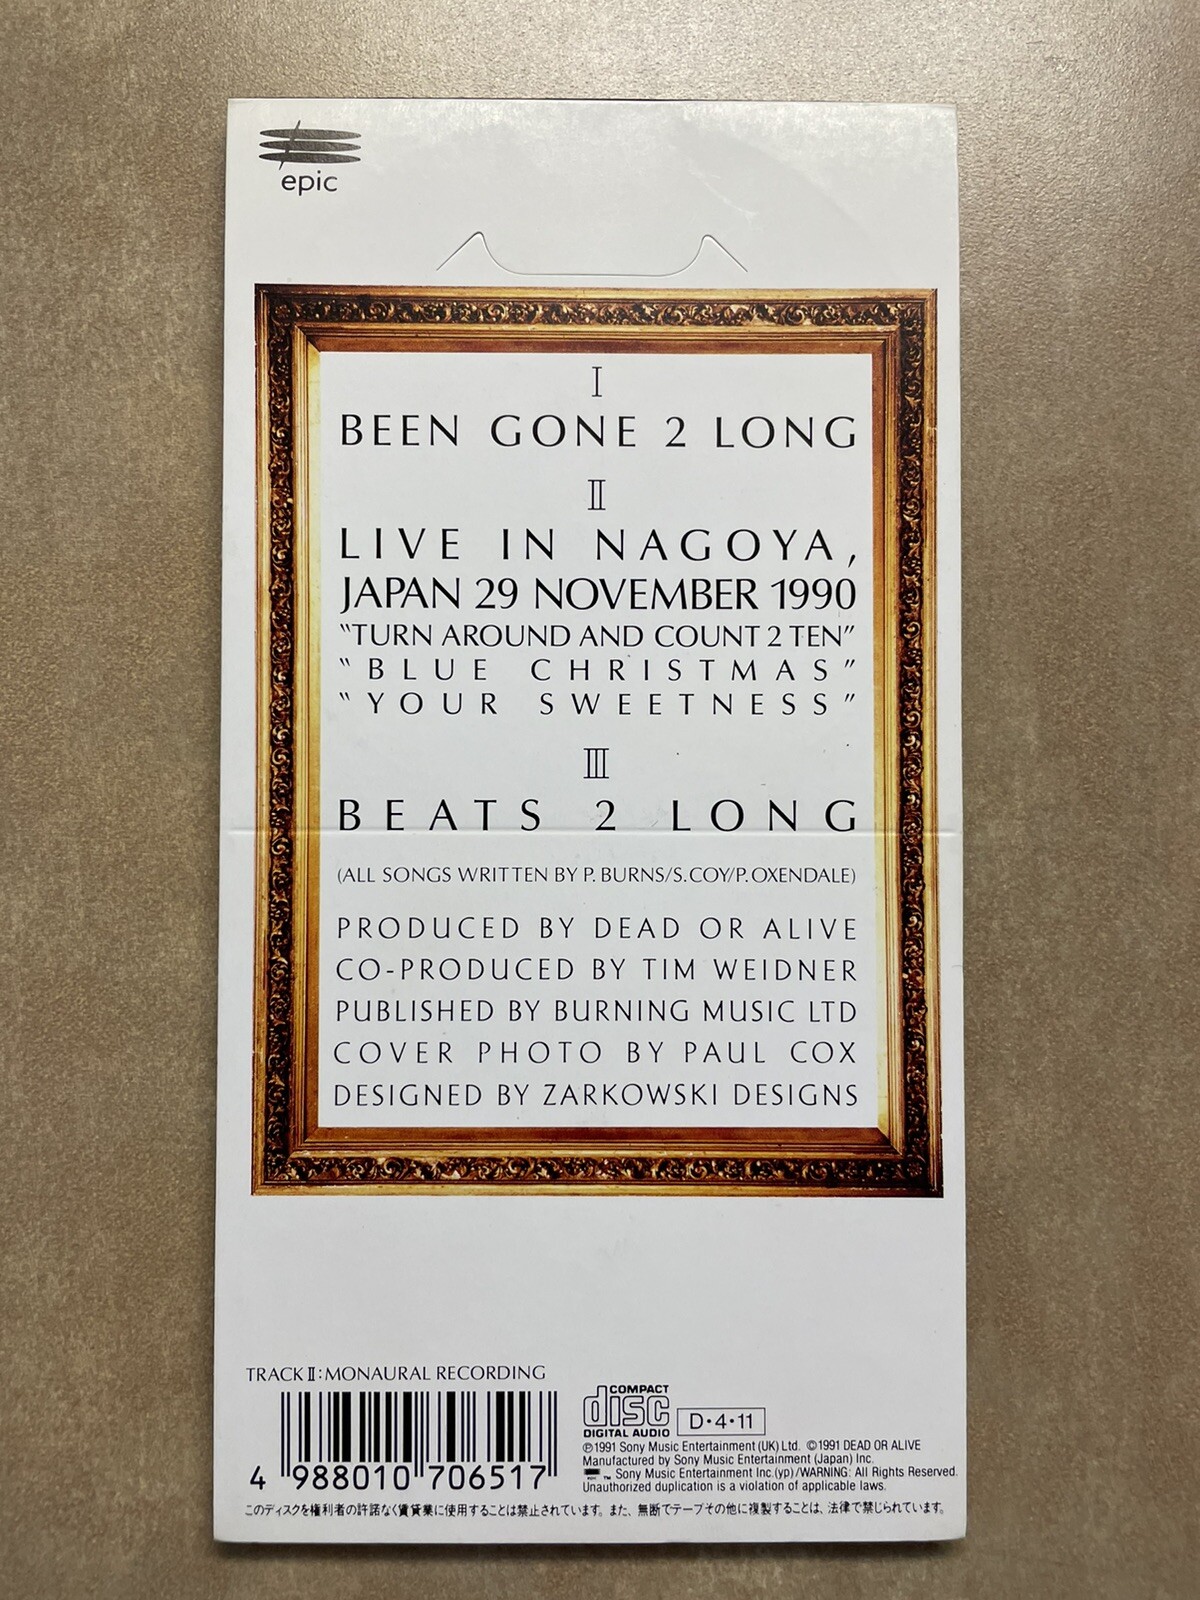 epic
Ⅰ
BEEN GONE 2 LONG
Ⅱ
LIVE IN NAGOYA,
JAPAN 29 NOVEMBER 1990
"TURN AROUND AND COUNT 2 TEN"
"BLUE CHRISTMAS"
"YOUR SWEETNESS"
Ⅲ
BEATS 2 LONG
(ALL SONGS WRITTEN BY P. BURNS/S.COY/P.OXENDALE)
PRODUCED BY DEAD OR ALIVE
CO-PRODUCED BY TIM WEIDNER
PUBLISHED BY BURNING MUSIC LTD
COVER PHOTO BY PAUL COX
DESIGNED BY ZARKOWSKI DESIGNS
TRACK Ⅱ:MONAURAL RECORDING
4 988010 706517
COMPACT
disc
DIGITAL AUDIO
D・4・11
℗1991 Sony Music Entertainment (UK) Ltd. ©1991 DEAD OR ALIVE
Manufactured by Sony Music Entertainment (Japan) Inc.
epic ™ Sony Music Entertainment Inc.(yp)/WARNING: All Rights Reserved.
Unauthorized duplication is a violation of applicable laws.
このディスクを権利者の許諾なく賃貸業に使用することは禁止されています。また、無断でテープその他に複製することは、法律で禁じられています。